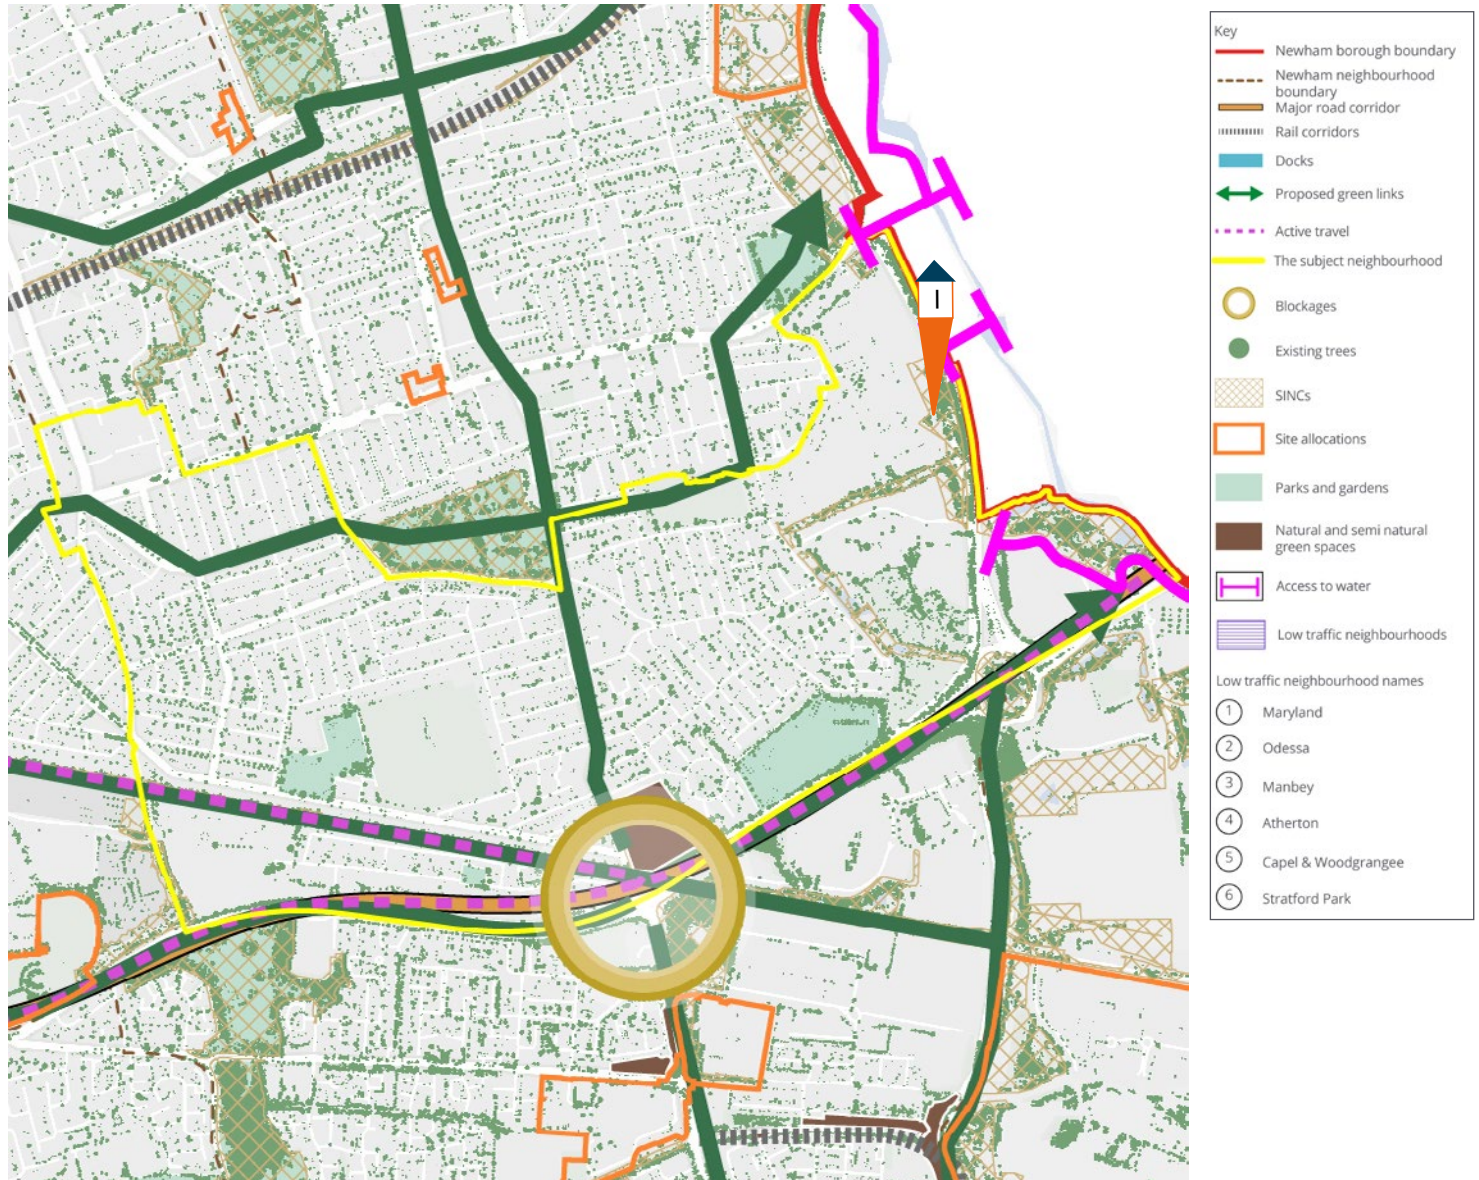 I
Key
Newham borough boundary
Newham neighbourhood
boundary
Major road corridor
Rail corridors
Docks
Proposed green links
Active travel
The subject neighbourhood
Blockages
Existing trees
SINCs
Site allocations
Parks and gardens
Natural and semi natural
green spaces
Access to water
Low traffic neighbourhoods
Low traffic neighbourhood names
1 Maryland
2 Odessa
3 Manbey
4 Atherton
5 Capel & Woodgrangee
6 Stratford Park